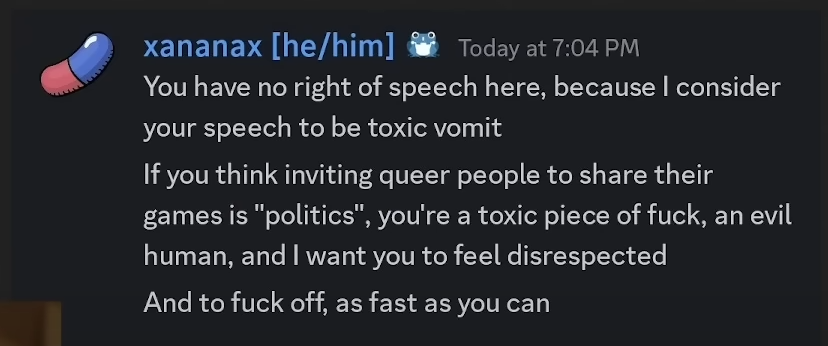 xananax [he/him] Today at 7:04 PM
You have no right of speech here, because I consider
your speech to be toxic vomit
If you think inviting queer people to share their
games is "politics", you're a toxic piece of fuck, an evil
human, and I want you to feel disrespected
And to fuck off, as fast as you can